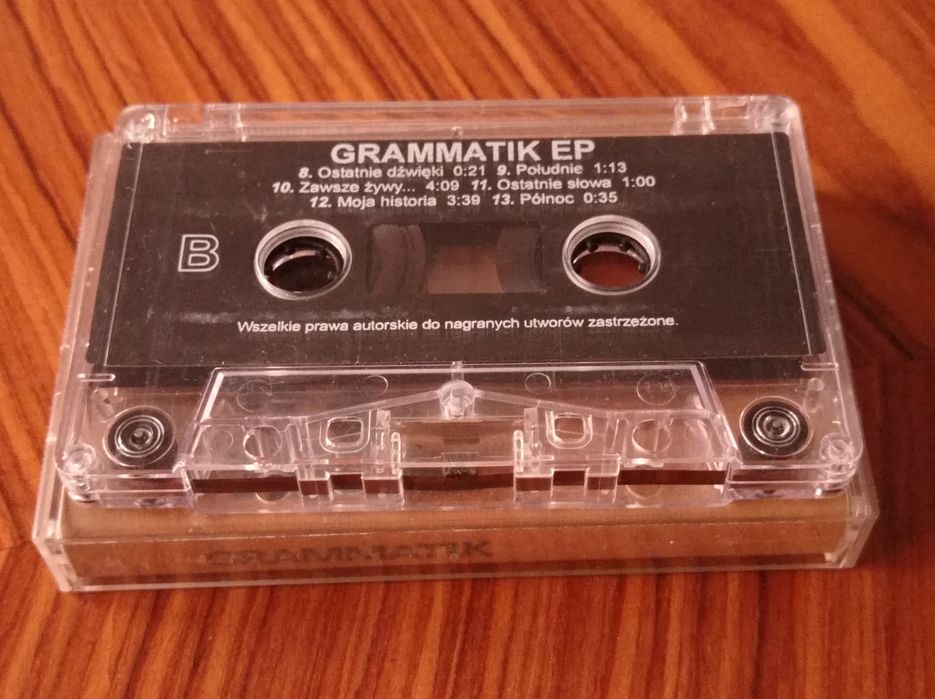 GRAMMATIK EP
8. Ostatnie dźwięki 0:21 9. Południe 1:13
10. Zawsze żywy... 4:09 11. Ostatnie słowa 1:00
12. Moja historia 3:39 13. Północ 0:35
B
Wszelkie prawa autorskie do nagranych utworów zastrzeżone.
GRAMMATIK